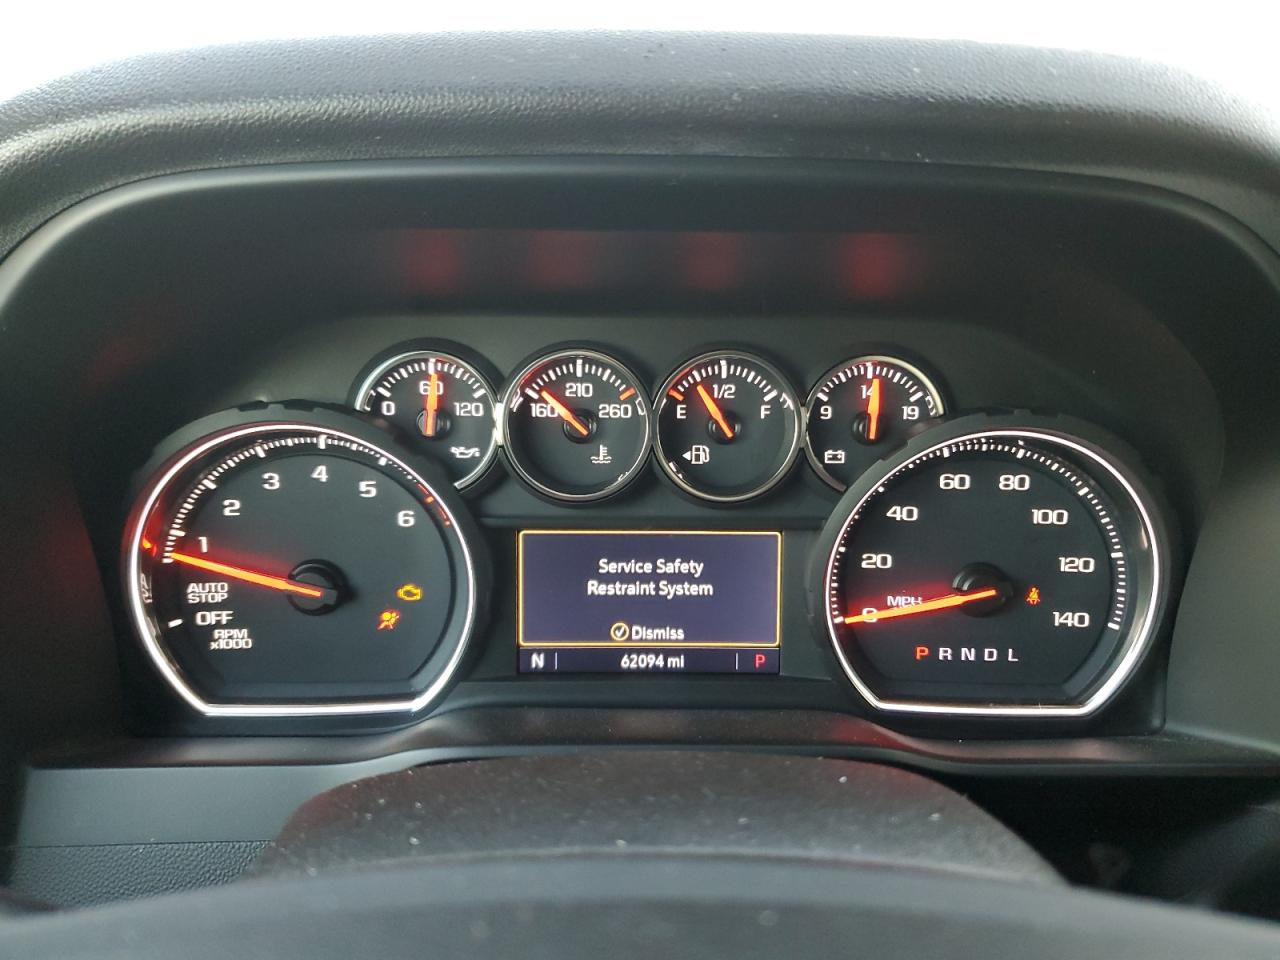 0 60 120
160 210 260
E 1/2 F
9 14 19
1 2 3 4 5 6
AUTO
STOP
OFF
RPM
x1000
Service Safety
Restraint System
Dismiss
N 62094 mi P
0 20 40 60 80 100 120 140
MPH
P R N D L